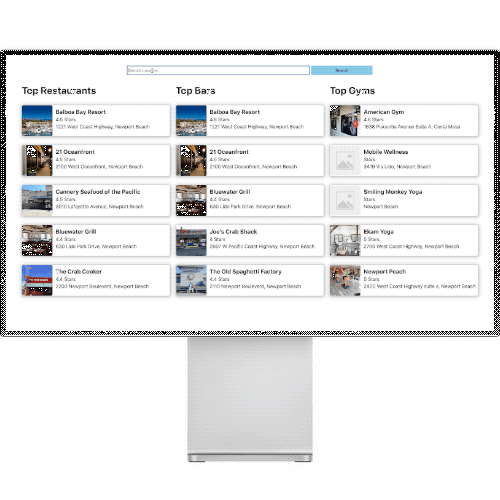 Search Location
Search
Top Restaurants
Balboa Bay Resort
4.6 Stars
1221 West Coast Highway, Newport Beach
21 Oceanfront
4.5 Stars
2100 West Oceanfront, Newport Beach
Cannery Seafood of the Pacific
4.5 Stars
3010 Lafayette Avenue, Newport Beach
Bluewater Grill
4.4 Stars
630 Lido Park Drive, Newport Beach
The Crab Cooker
4.4 Stars
2200 Newport Boulevard, Newport Beach
Top Bars
Balboa Bay Resort
4.6 Stars
1221 West Coast Highway, Newport Beach
21 Oceanfront
4.5 Stars
2100 West Oceanfront, Newport Beach
Bluewater Grill
4.4 Stars
630 Lido Park Drive, Newport Beach
Joe's Crab Shack
4 Stars
2607 W Pacific Coast Highway, Newport Beach
The Old Spaghetti Factory
4.2 Stars
2110 Newport Boulevard, Newport Beach
Top Gyms
American Gym
4.8 Stars
1638 Placentia Avenue Suite A, Costa Mesa
Mobile Wellness
Stars
3419 Via Lido, Newport Beach
Smiling Monkey Yoga
Stars
Newport Beach
Ekam Yoga
5 Stars
2700 West Coast Highway, Newport Beach
Newport Peach
5 Stars
2436 West Coast Highway suite a, Newport Beach